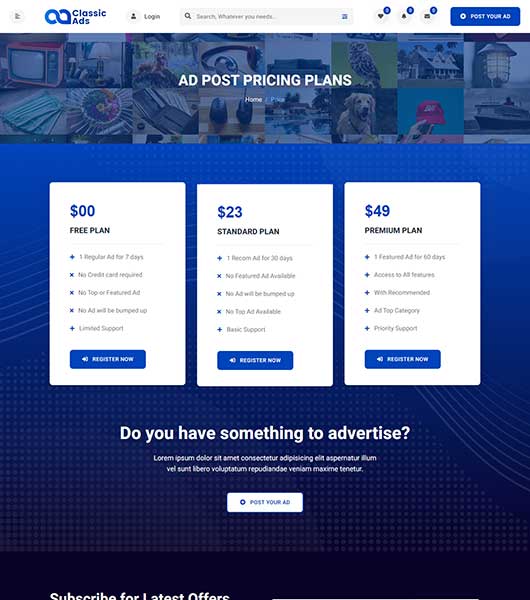 Classic
Ads
Login
Search, Whatever you needs...
0
0
0
POST YOUR AD
AD POST PRICING PLANS
Home / Price
$00
FREE PLAN
1 Regular Ad for 7 days
No Credit card required
No Top or Featured Ad
No Ad will be bumped up
Limited Support
REGISTER NOW
$23
STANDARD PLAN
1 Recom Ad for 30 days
No Featured Ad Available
No Ad will be bumped up
No Top Ad Available
Basic Support
REGISTER NOW
$49
PREMIUM PLAN
1 Featured Ad for 60 days
Access to All features
With Recommended
Ad Top Category
Priority Support
REGISTER NOW
Do you have something to advertise?
Lorem ipsum dolor sit amet consectetur adipisicing elit aspernatur illum
vel sunt libero voluptatum repudiandae veniam maxime tenetur.
POST YOUR AD
Subscribe for Latest Offers